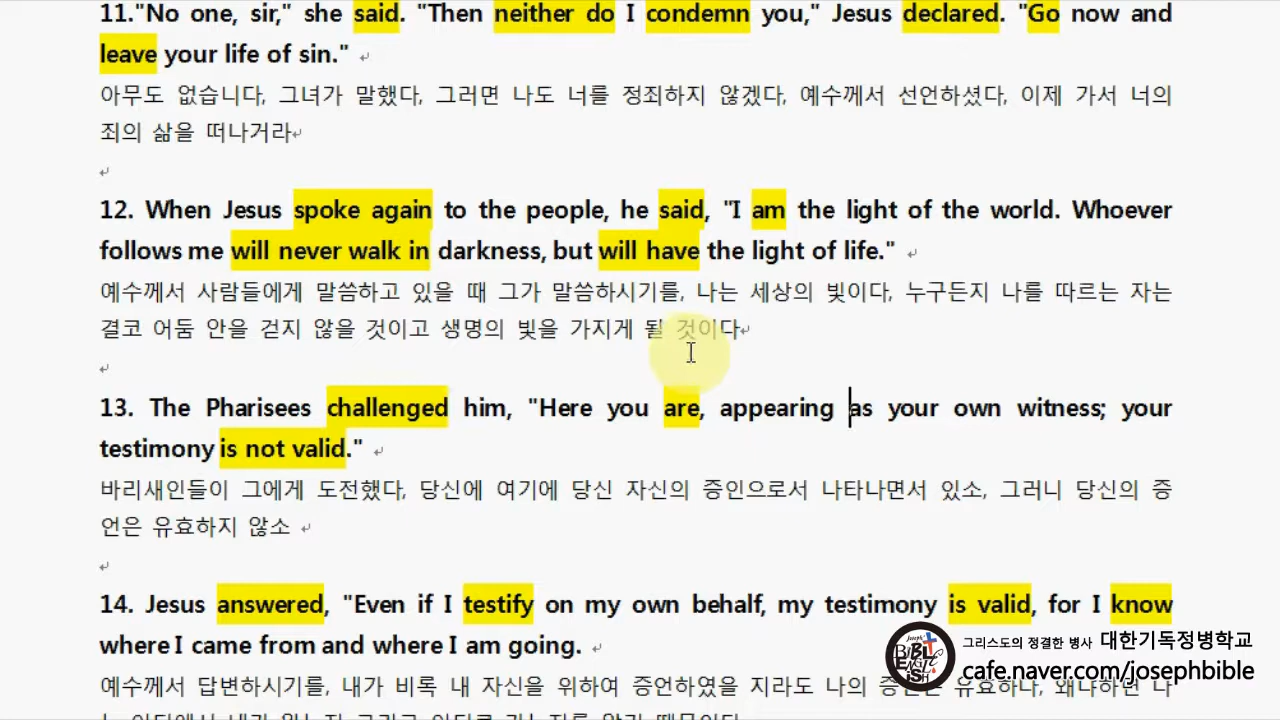 11."No one, sir," she said. "Then neither do I condemn you," Jesus declared. "Go now and
leave your life of sin."
아무도 없습니다, 그녀가 말했다, 그러면 나도 너를 정죄하지 않겠다, 예수께서 선언하셨다, 이제 가서 너의
죄의 삶을 떠나거라
12. When Jesus spoke again to the people, he said, "I am the light of the world. Whoever
follows me will never walk in darkness, but will have the light of life."
예수께서 사람들에게 말씀하고 있을 때 그가 말씀하시기를, 나는 세상의 빛이다, 누구든지 나를 따르는 자는
결코 어둠 안을 걷지 않을 것이고 생명의 빛을 가지게 될 것이다
13. The Pharisees challenged him, "Here you are, appearing as your own witness; your
testimony is not valid."
바리새인들이 그에게 도전했다, 당신에 여기에 당신 자신의 증인으로서 나타나면서 있소, 그러니 당신의 증
언은 유효하지 않소
14. Jesus answered, "Even if I testify on my own behalf, my testimony is valid, for I know
where I came from and where I am going.
그리스도의 정결한 병사 대한기독정병학교
cafe.naver.com/josephbible
예수께서 답변하시기를, 내가 비록 내 자신을 위하여 증언하였을 지라도 나의 유효하나, 왜냐하면